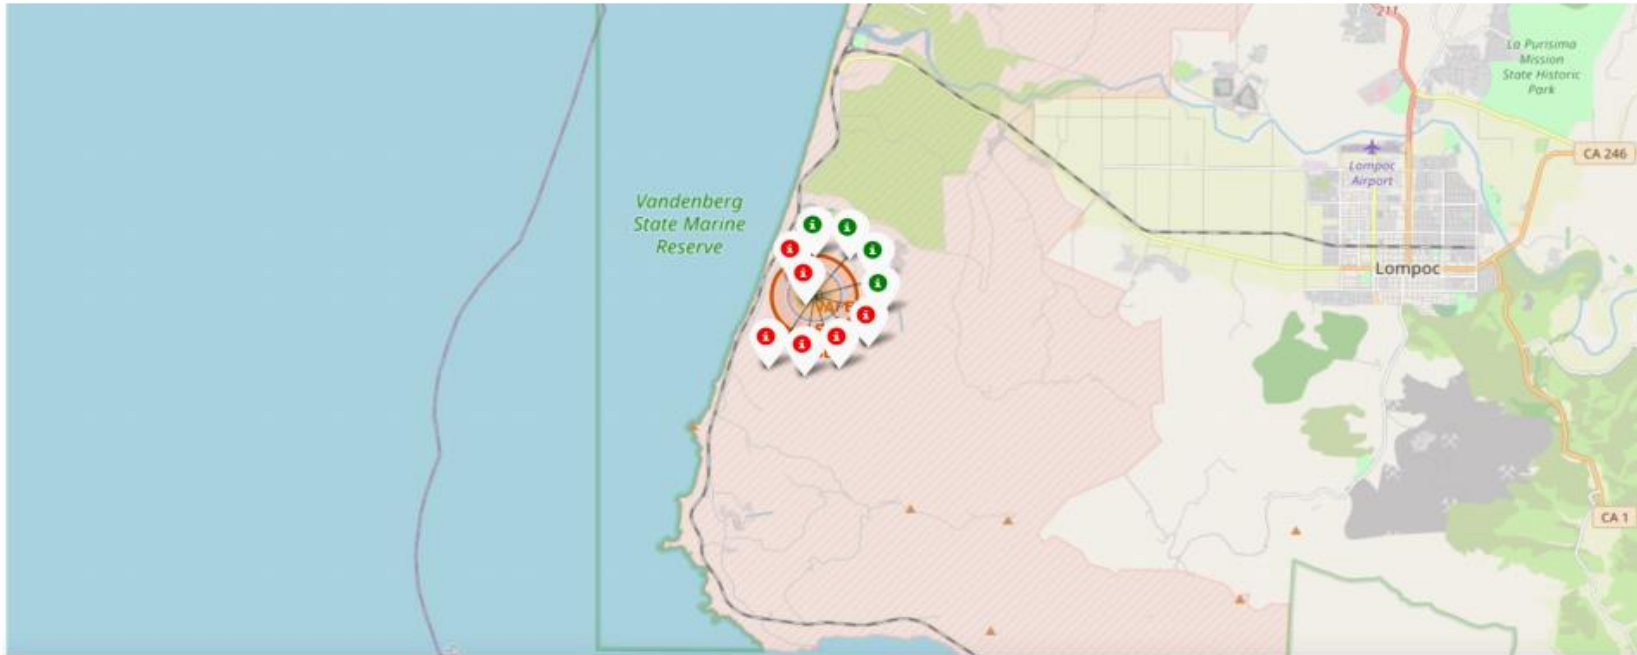 211
La Purisima
Mission
State Historic
Park
CA 246
Lompoc
Airport
Vandenberg
State Marine
Reserve
Lompoc
CA 1